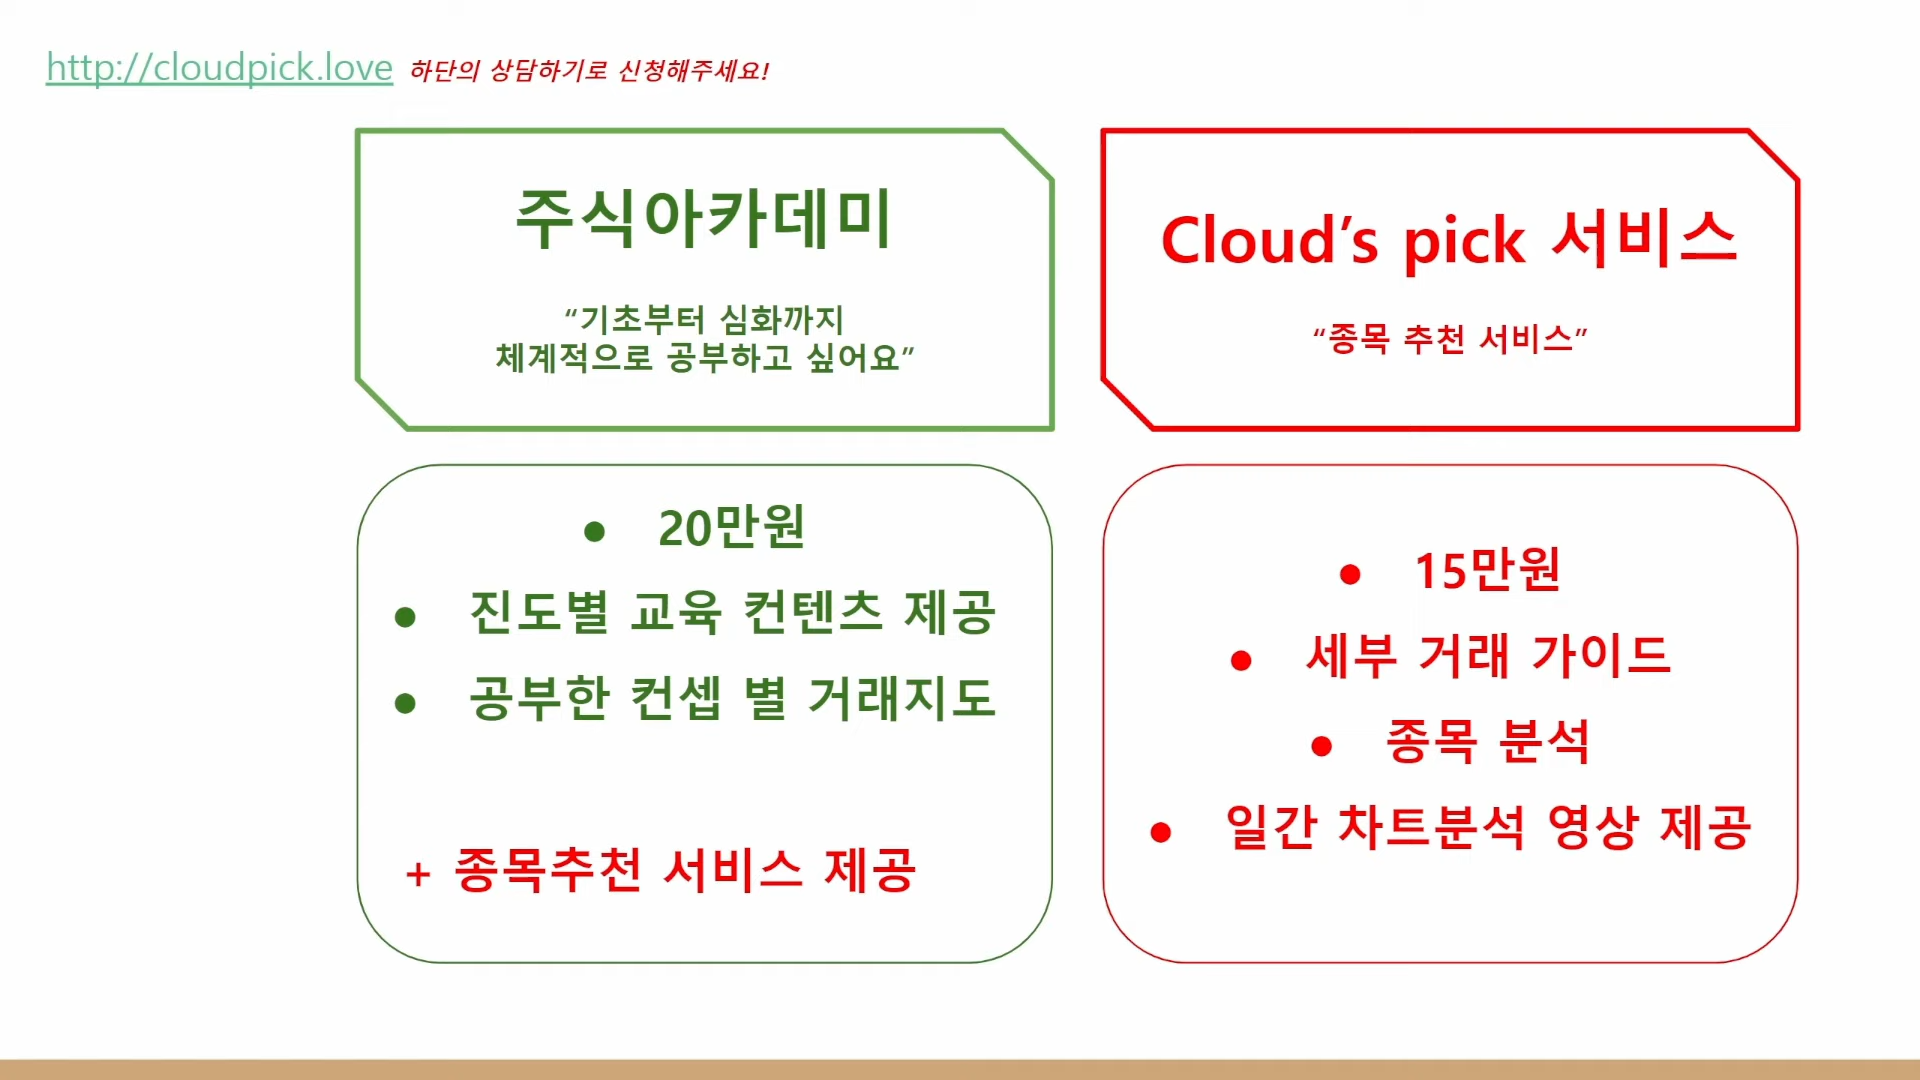 http://cloudpick.love 하단의 상담하기로 신청해주세요!
주식아카데미
“기초부터 심화까지
체계적으로 공부하고 싶어요”
● 20만원
● 진도별 교육 컨텐츠 제공
● 공부한 컨셉 별 거래지도
+ 종목추천 서비스 제공
Cloud’s pick 서비스
“종목 추천 서비스”
● 15만원
● 세부 거래 가이드
● 종목 분석
● 일간 차트분석 영상 제공